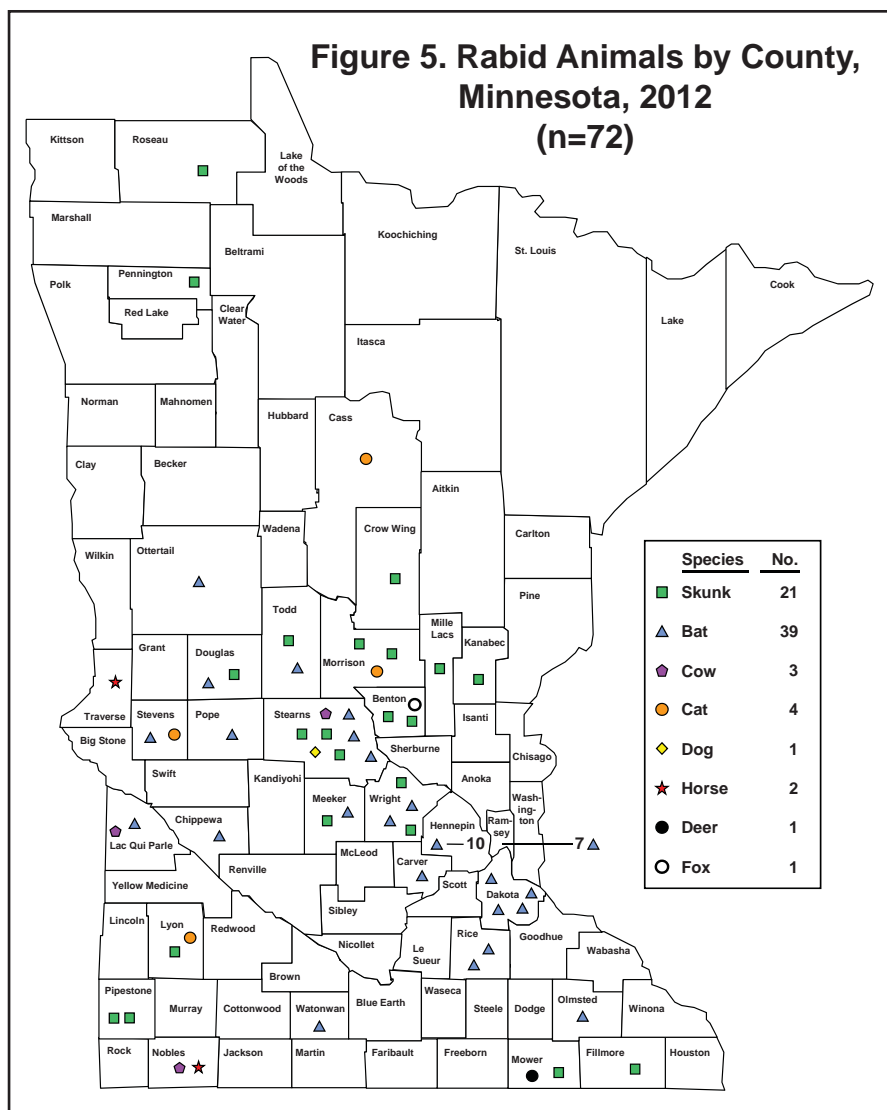 Figure 5. Rabid Animals by County,
Minnesota, 2012
(n=72)
Kittson
Roseau
Lake
of the
Woods
Marshall
Koochiching
St. Louis
Beltrami
Pennington
Polk
Cook
Red Lake
Clear
Water
Lake
Itasca
Norman
Mahnomen
Hubbard
Cass
Clay
Becker
Aitkin
Wadena
Crow Wing
Carlton
Ottertail
Wilkin
Pine
Todd
Mille
Lacs
Kanabec
Grant
Douglas
Morrison
Benton
Traverse
Stevens
Pope
Stearns
Isanti
Big Stone
Sherburne
Chisago
Swift
Kandiyohi
Anoka
Wash-
ing-
ton
Meeker
Wright
Ram-
sey
Hennepin
Chippewa
10
7
Lac Qui Parle
McLeod
Carver
Renville
Scott
Dakota
Yellow Medicine
Sibley
Lincoln
Lyon
Redwood
Nicollet
Le
Sueur
Rice
Goodhue
Wabasha
Brown
Pipestone
Murray
Cottonwood
Watonwan
Blue Earth
Waseca
Steele
Dodge
Olmsted
Winona
Rock
Nobles
Jackson
Martin
Faribault
Freeborn
Mower
Fillmore
Houston
Species No.
Skunk 21
Bat 39
Cow 3
Cat 4
Dog 1
Horse 2
Deer 1
Fox 1